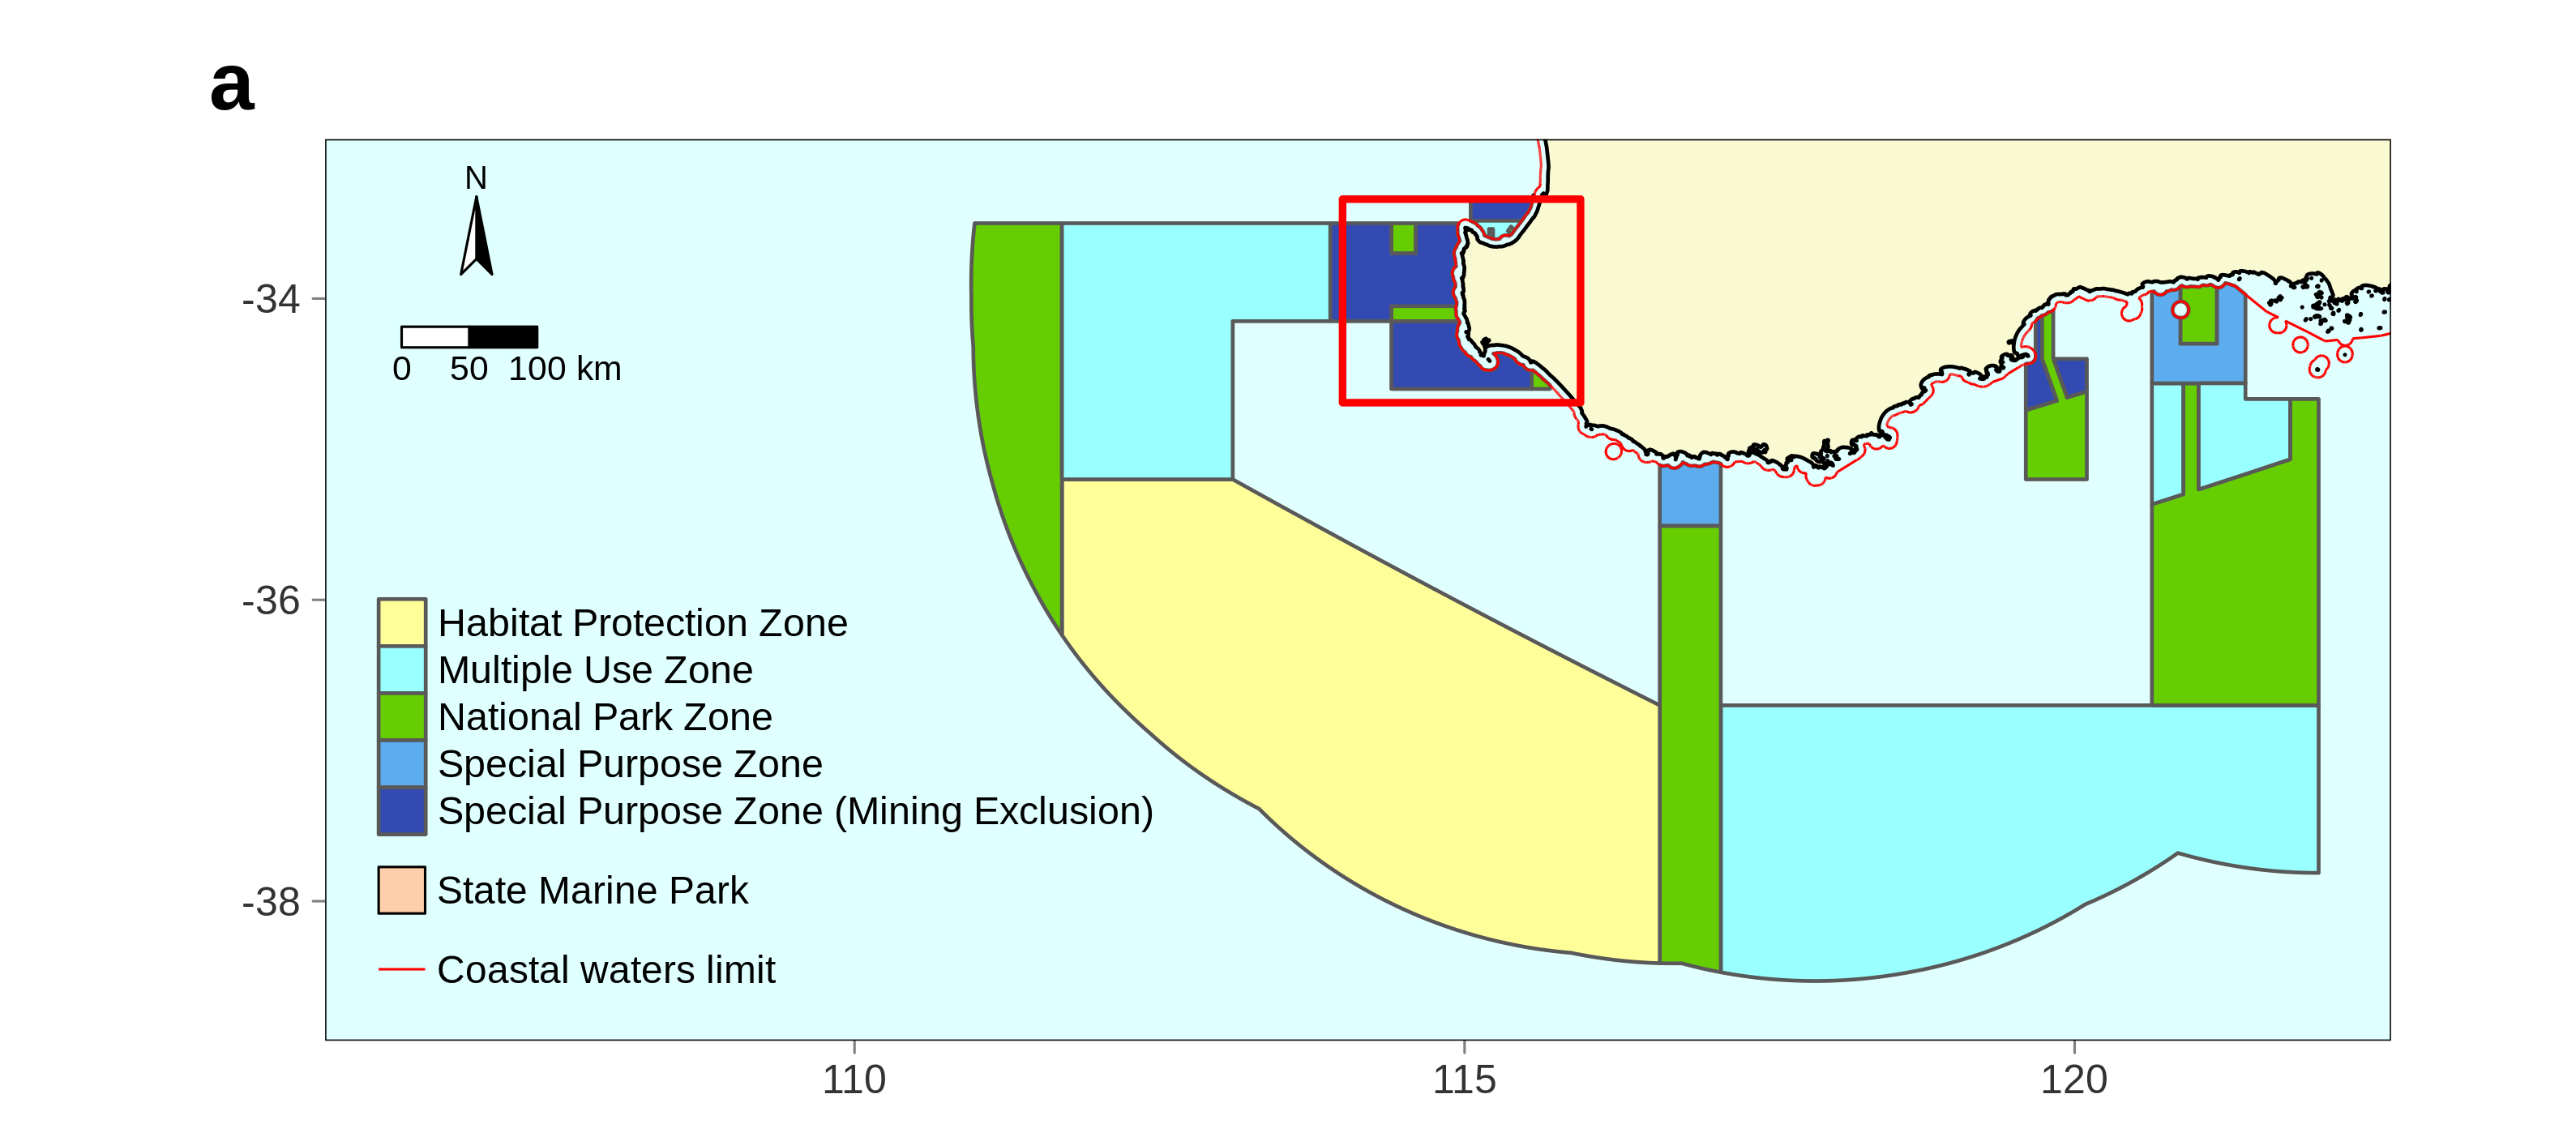 a
N
0 50 100 km
-34
-36
-38
Habitat Protection Zone
Multiple Use Zone
National Park Zone
Special Purpose Zone
Special Purpose Zone (Mining Exclusion)
State Marine Park
Coastal waters limit
110 115 120